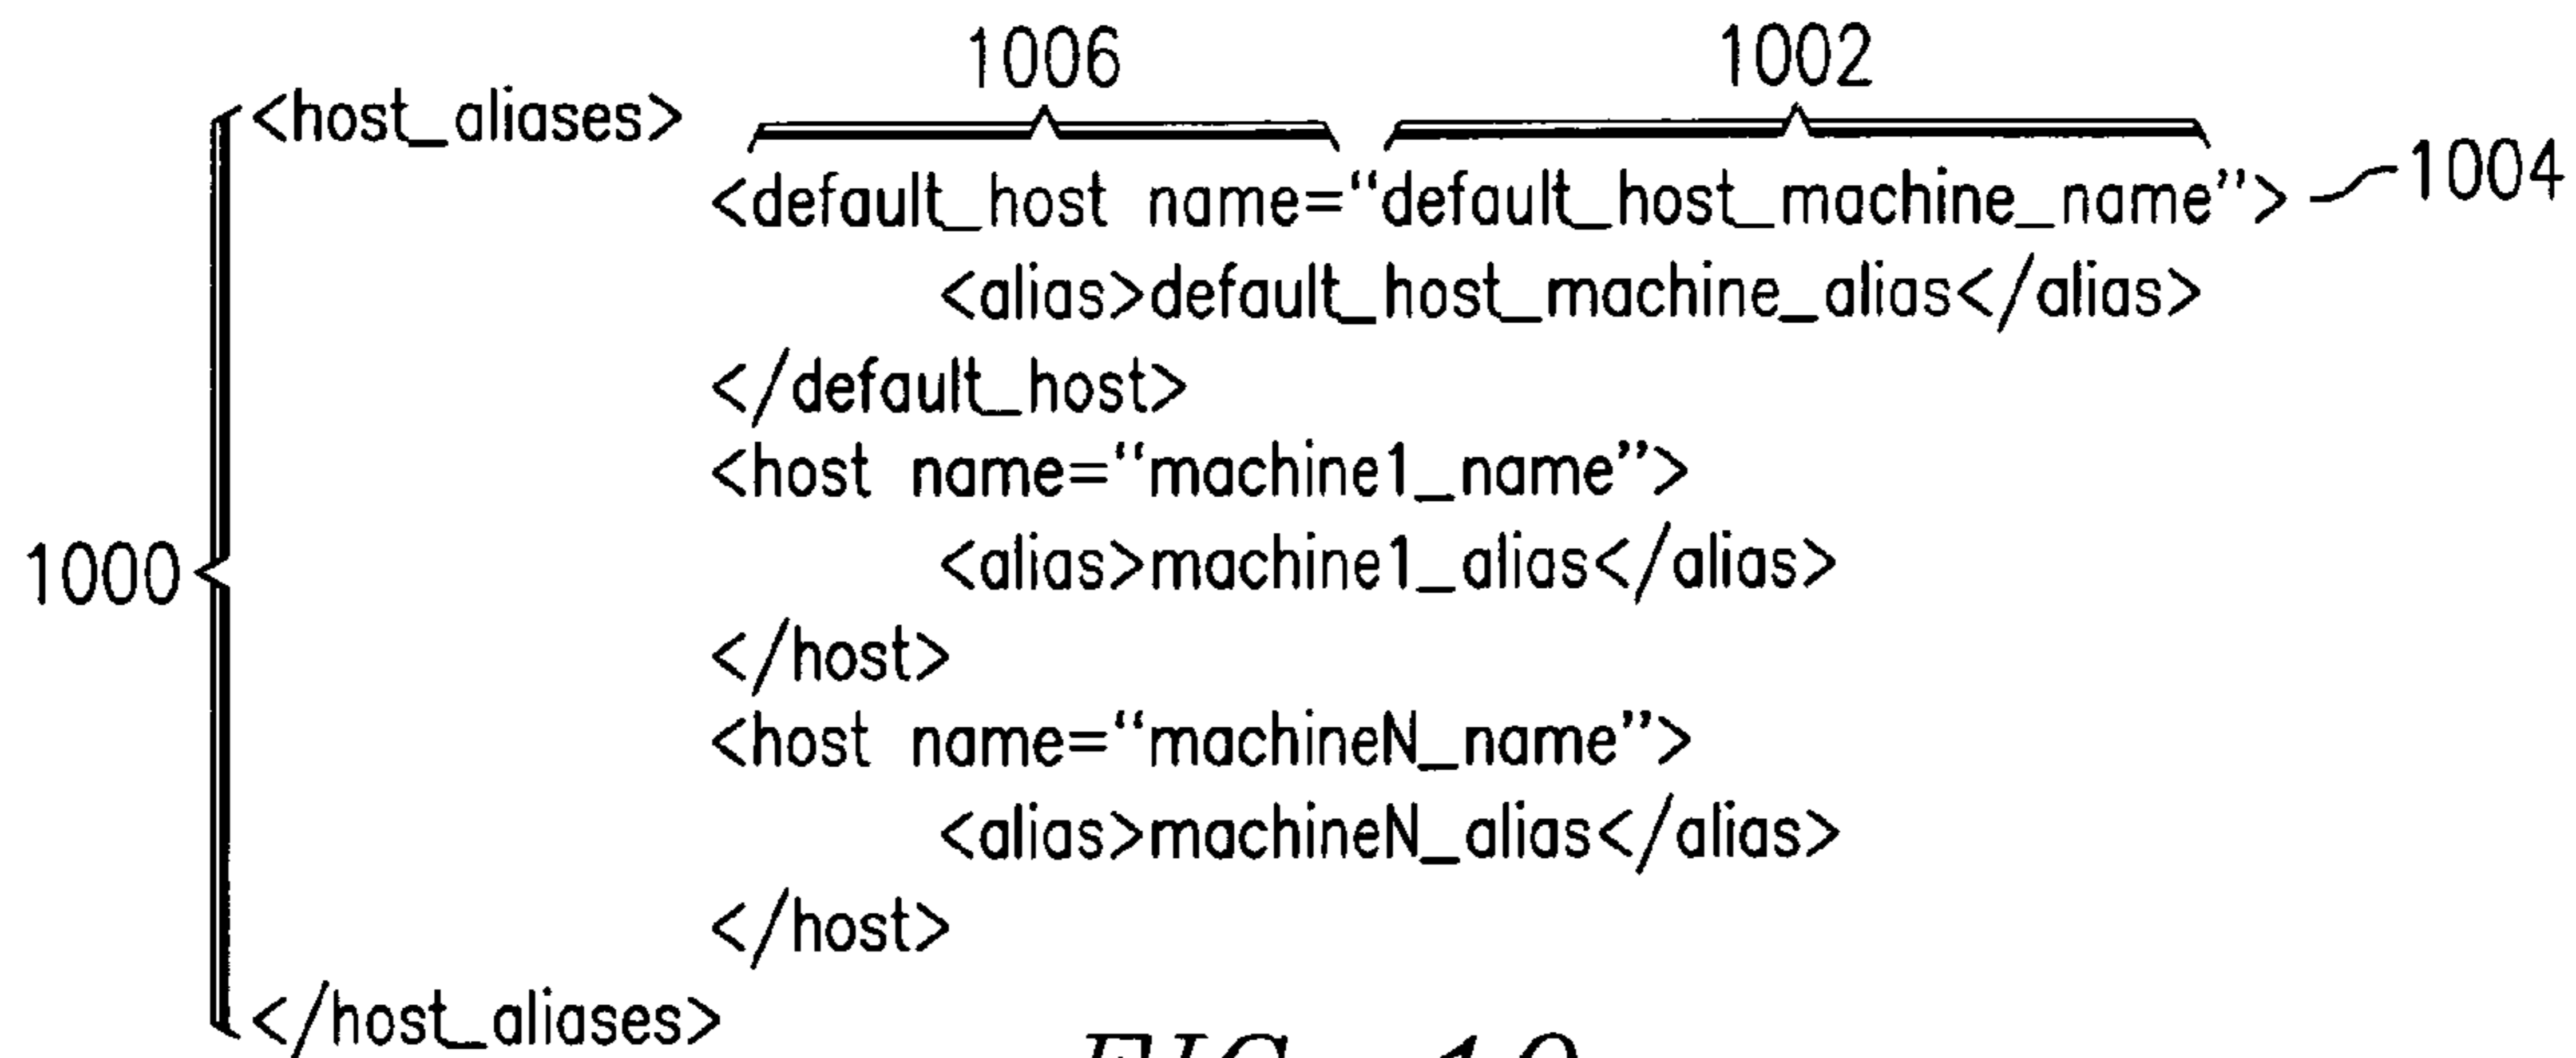 1006 1002
<host_aliases>
<default_host name=“default_host_machine_name”> 1004
<alias>default_host_machine_alias</alias>
</default_host>
<host name=“machine1_name”>
<alias>machine1_alias</alias>
1000
</host>
<host name=“machineN_name”>
<alias>machineN_alias</alias>
</host>
</host_aliases>